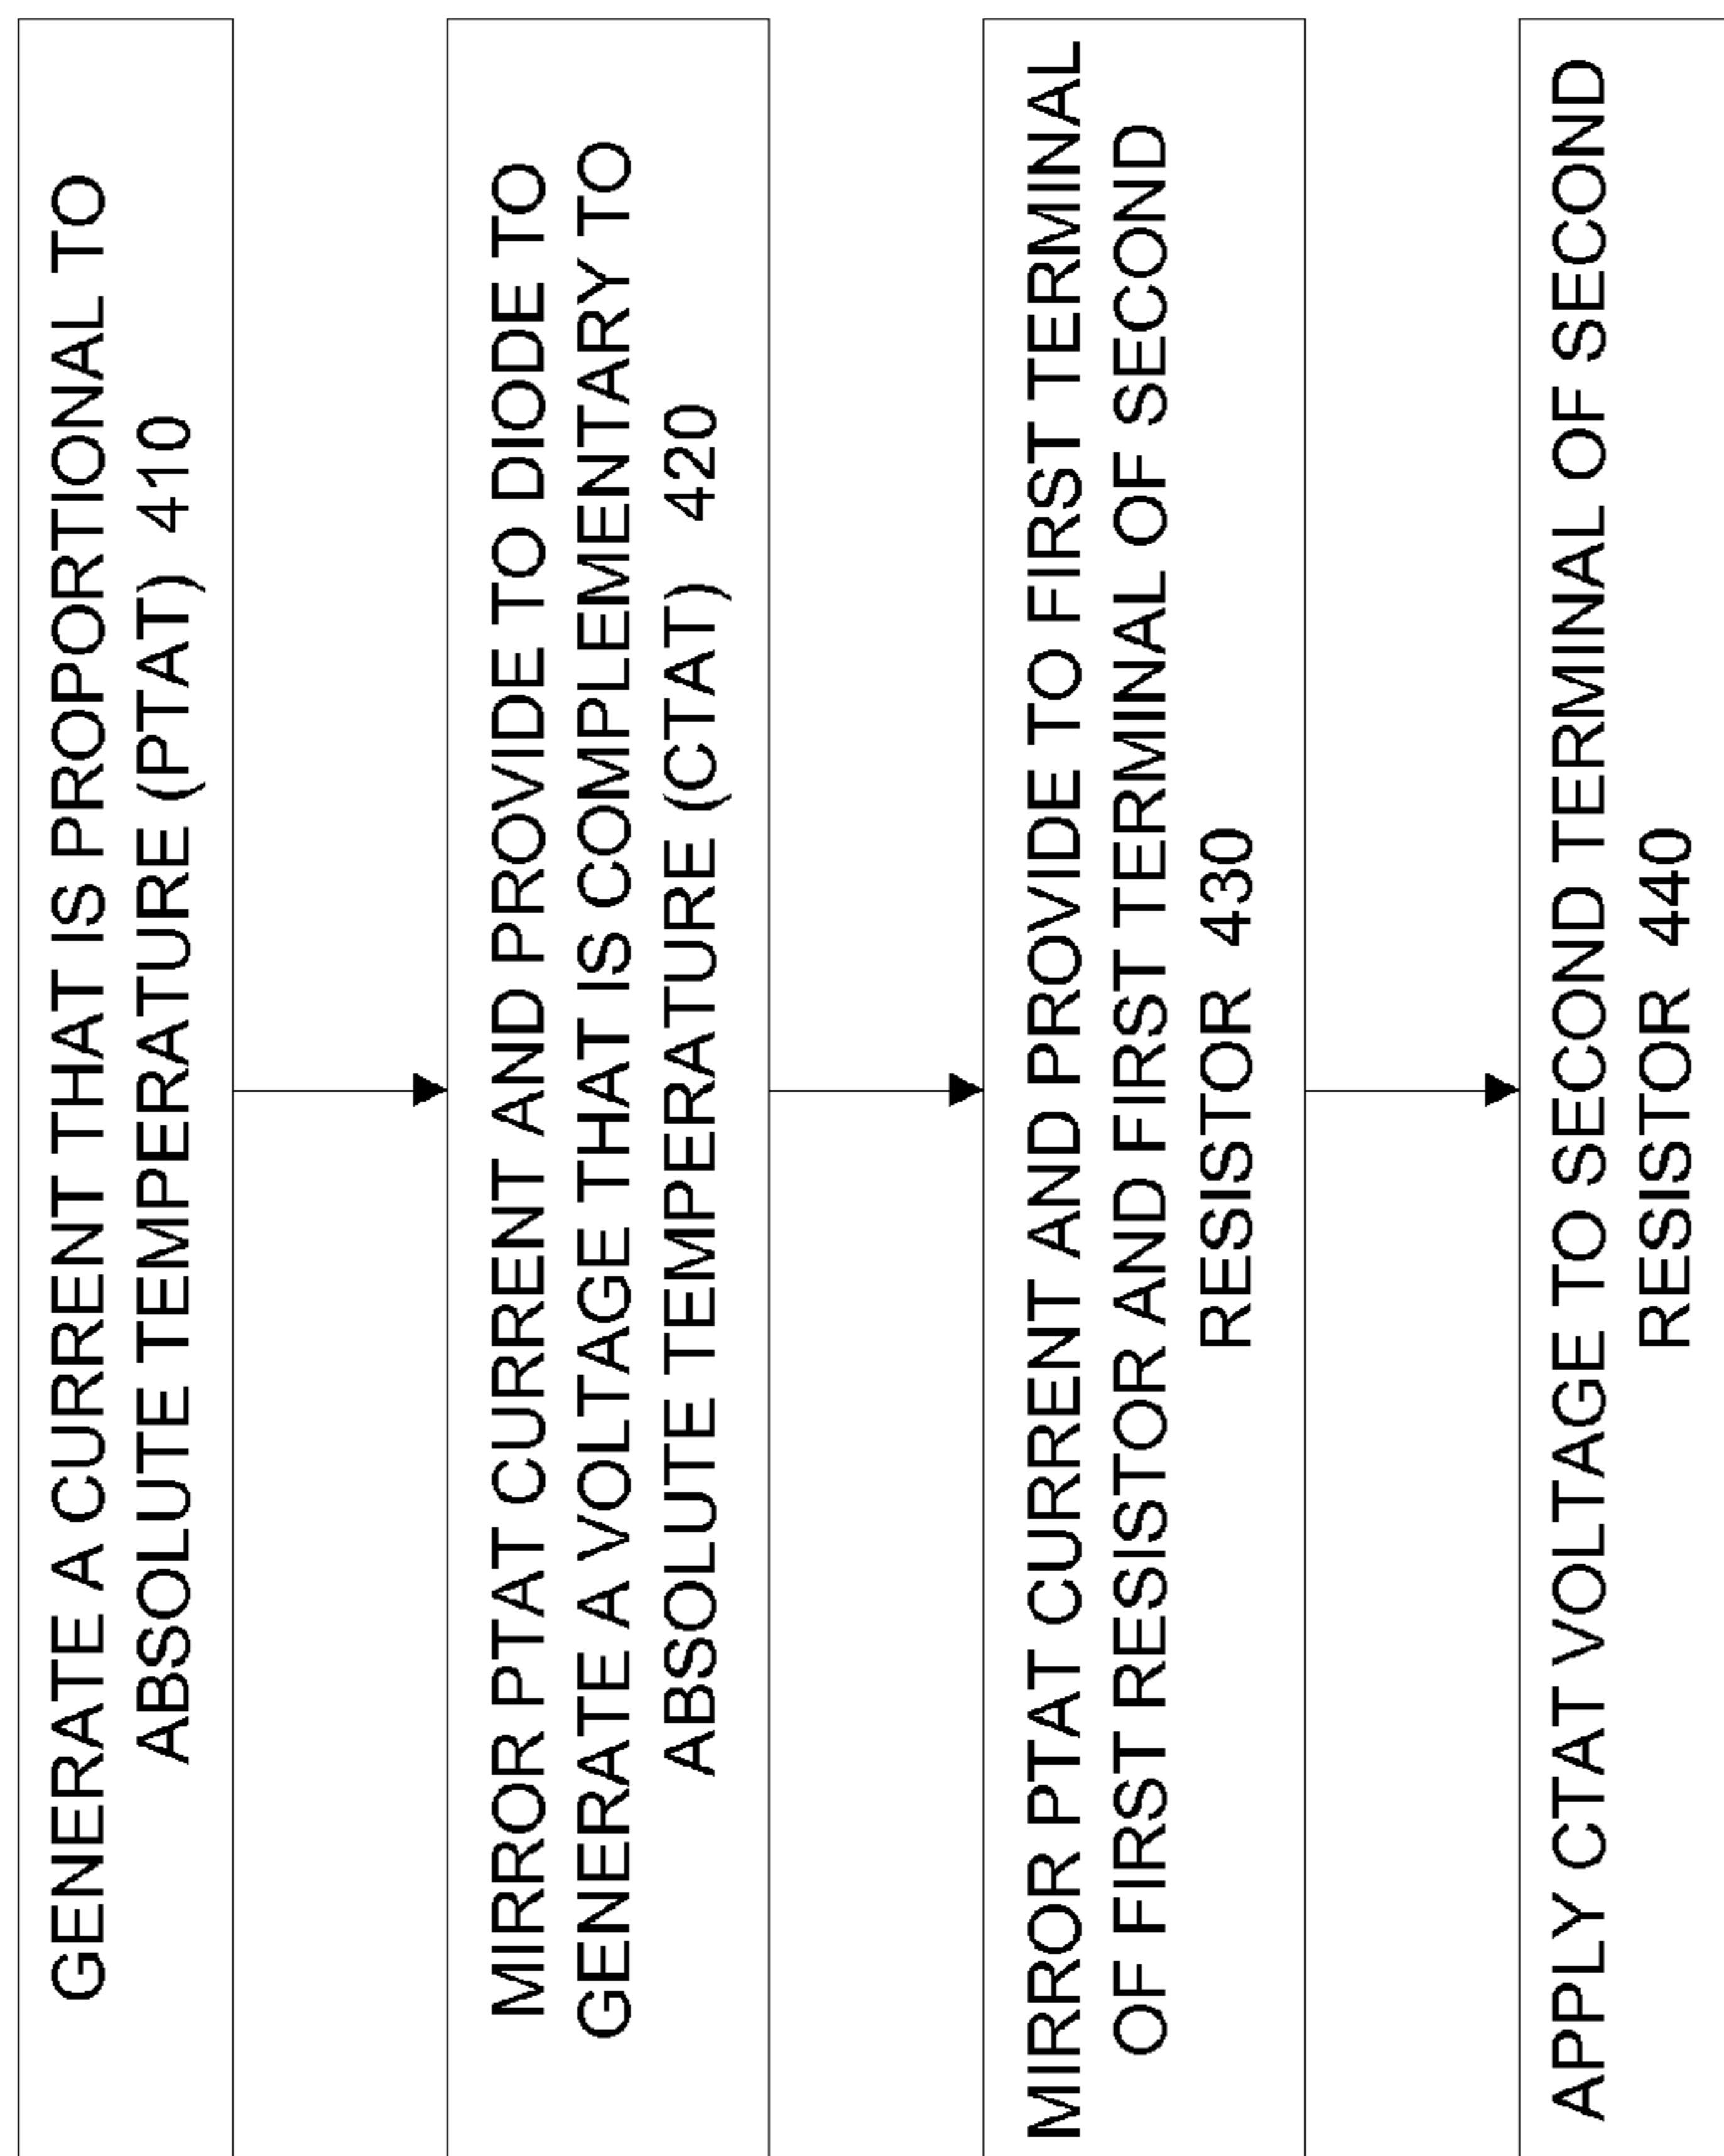 GENERATE A CURRENT THAT IS PROPORTIONAL TO
ABSOLUTE TEMPERATURE (PTAT) 410
MIRROR PTAT CURRENT AND PROVIDE TO DIODE TO
GENERATE A VOLTAGE THAT IS COMPLEMENTARY TO
ABSOLUTE TEMPERATURE (CTAT) 420
MIRROR PTAT CURRENT AND PROVIDE TO FIRST TERMINAL
OF FIRST RESISTOR AND FIRST TERMINAL OF SECOND
RESISTOR 430
APPLY CTAT VOLTAGE TO SECOND TERMINAL OF SECOND
RESISTOR 440